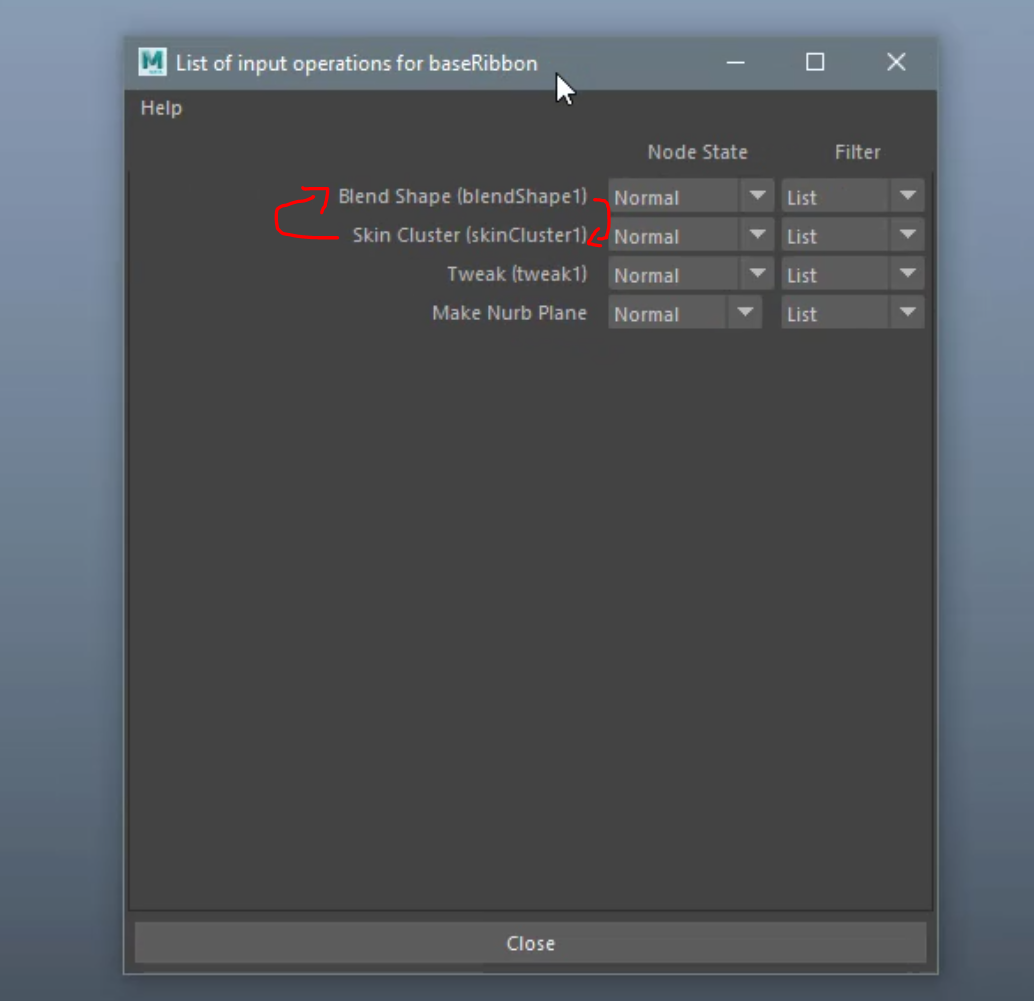 List of input operations for baseRibbon
Help
Node State Filter
Blend Shape (blendShape1) Normal List
Skin Cluster (skinCluster1) Normal List
Tweak (tweak1) Normal List
Make Nurb Plane Normal List
Close